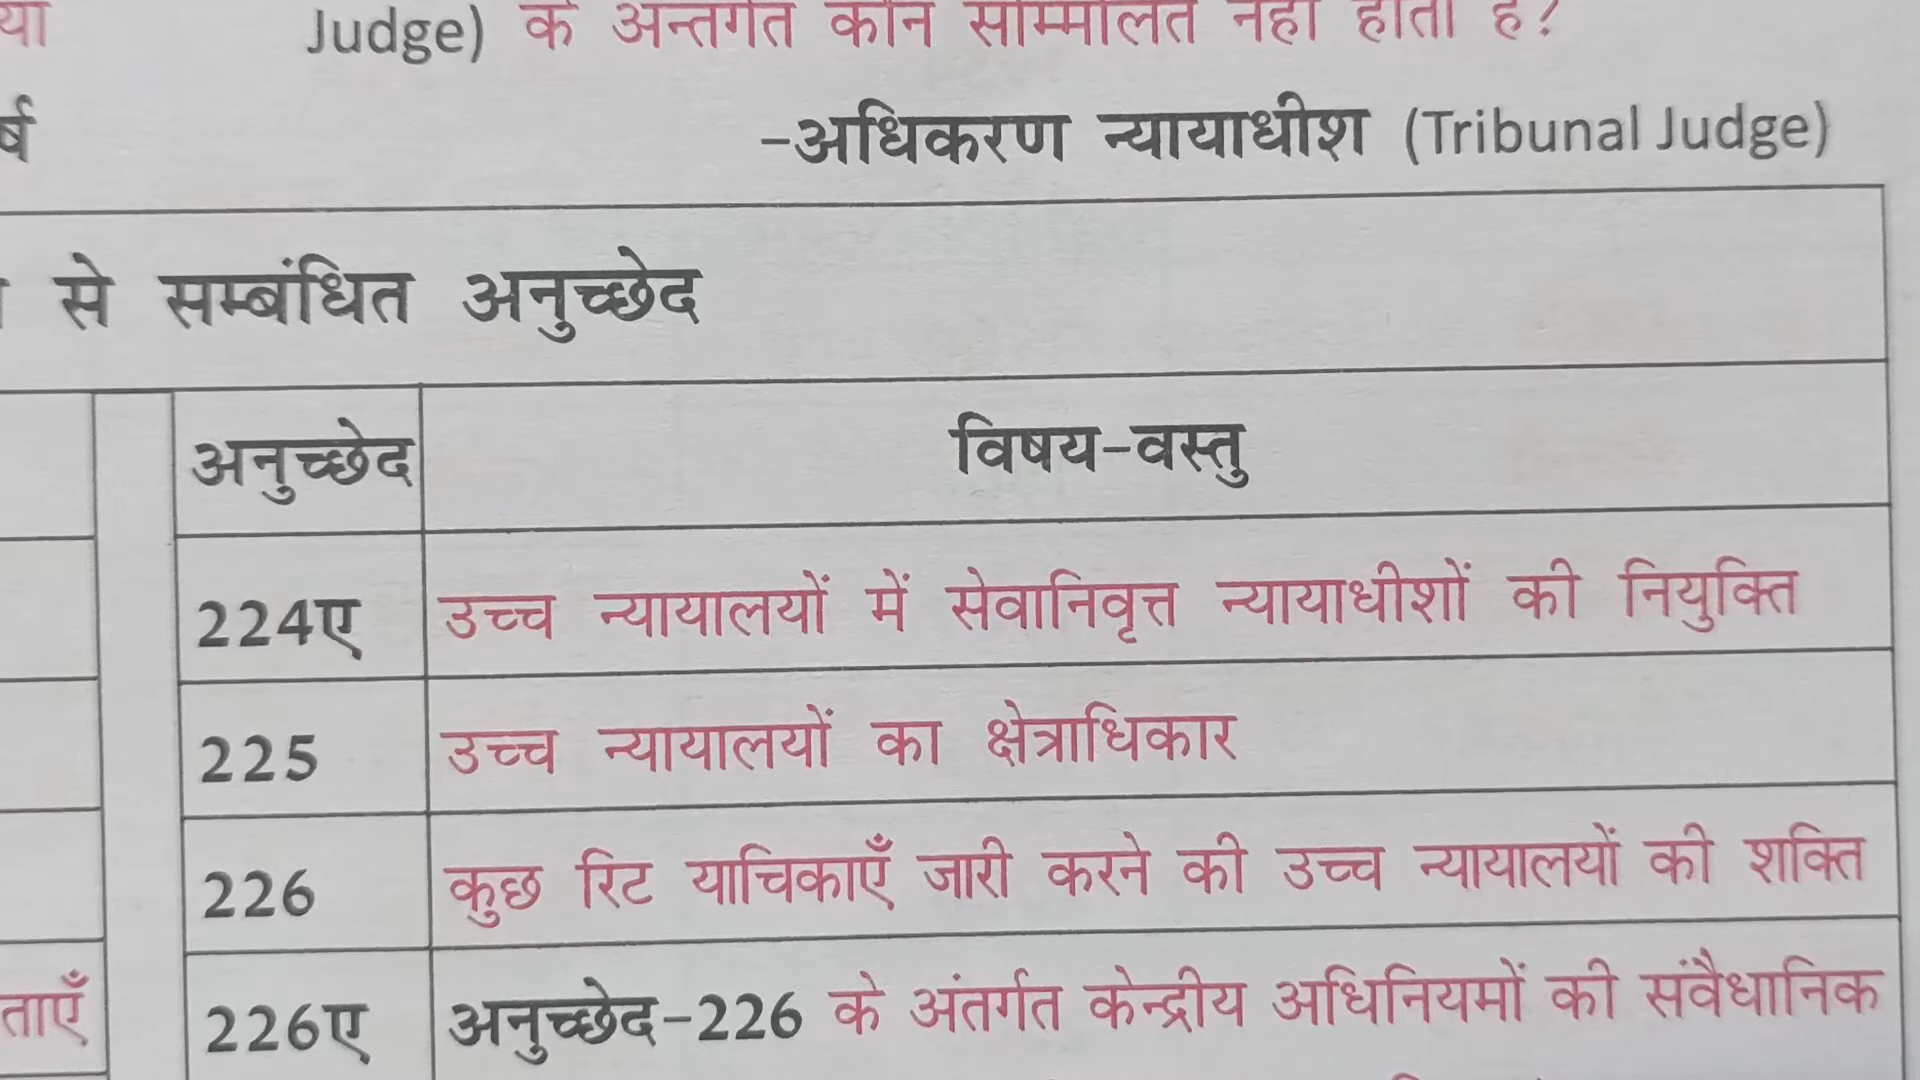 या Judge) के अन्तर्गत कौन सम्मिलित नहीं होता है?
र्ष -अधिकरण न्यायाधीश (Tribunal Judge)
से सम्बंधित अनुच्छेद
अनुच्छेद विषय-वस्तु
224ए उच्च न्यायालयों में सेवानिवृत्त न्यायाधीशों की नियुक्ति
225 उच्च न्यायालयों का क्षेत्राधिकार
226 कुछ रिट याचिकाएँ जारी करने की उच्च न्यायालयों की शक्ति
ताएँ 226ए अनुच्छेद-226 के अंतर्गत केन्द्रीय अधिनियमों की संवैधानिक